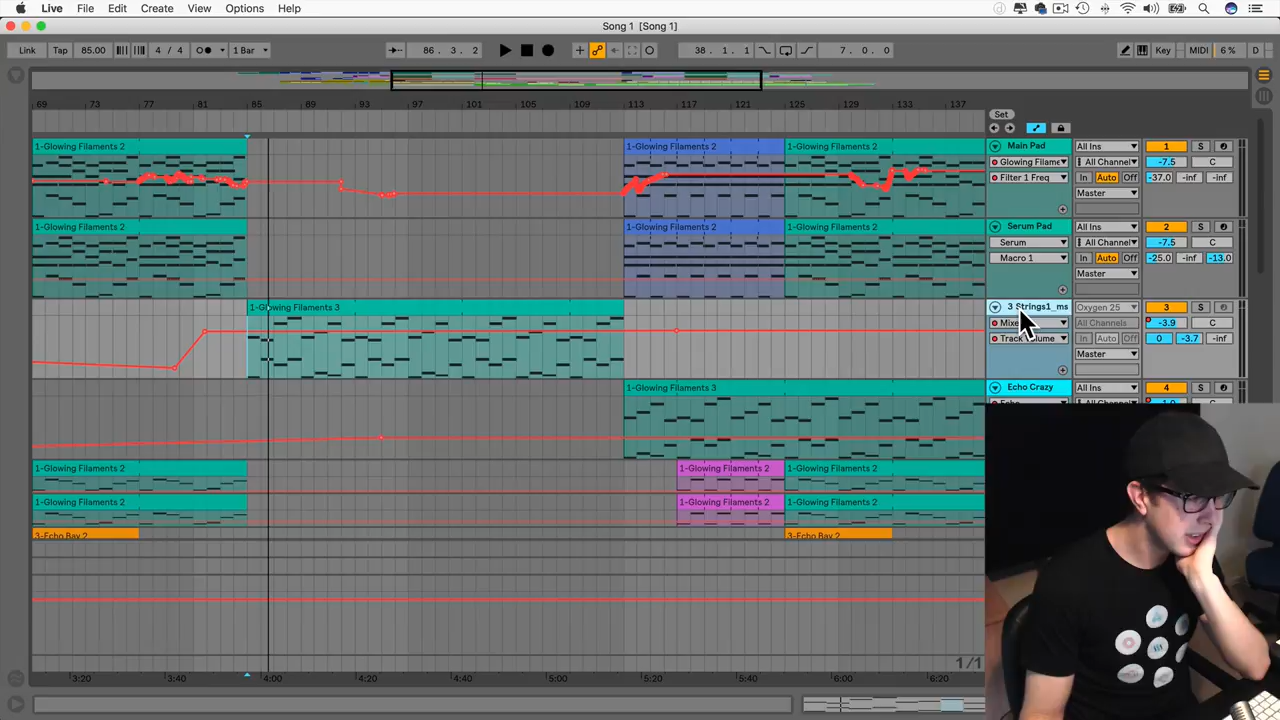 Live File Edit Create View Options Help
Song 1 [Song 1]
Link Tap 85.00 4 / 4 1 Bar 86. 3. 2 38. 1. 1 7. 0. 0 Key MIDI 6 % D
69 73 77 81 85 89 93 97 101 105 109 113 117 121 125 129 133 137
Set
1-Glowing Filaments 2 1-Glowing Filaments 2 1-Glowing Filaments 2 Main Pad All Ins 1 S
Glowing Filame All Channel -7.5 C
Filter 1 Freq In Auto Off -37.0 -inf -inf
Master
1-Glowing Filaments 2 1-Glowing Filaments 2 1-Glowing Filaments 2 Serum Pad All Ins 2 S
Serum All Channel -7.5 C
Macro 1 In Auto Off -25.0 -inf -13.0
Master
1-Glowing Filaments 3 3 Strings1_ms Oxygen 25 3 S
Mixe All Channels -3.9 C
Track Volume In Auto Off 0 -3.7 -inf
Master
1-Glowing Filaments 3 Echo Crazy All Ins 4 S
Echo All Channel -1.0 C
1-Glowing Filaments 2 1-Glowing Filaments 2 1-Glowing Filaments 2
1-Glowing Filaments 2 1-Glowing Filaments 2 1-Glowing Filaments 2
3-Echo Bay 2 3-Echo Bay 2
1/1
3:20 3:40 4:00 4:20 4:40 5:00 5:20 5:40 6:00